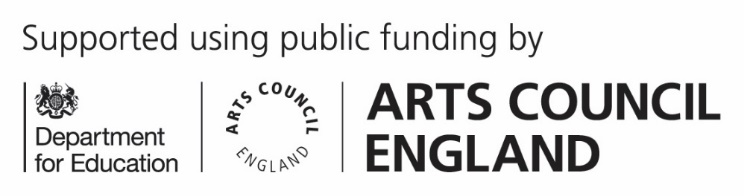 Supported using public funding by
Department
for Education
ARTS COUNCIL
ENGLAND
ARTS COUNCIL
ENGLAND